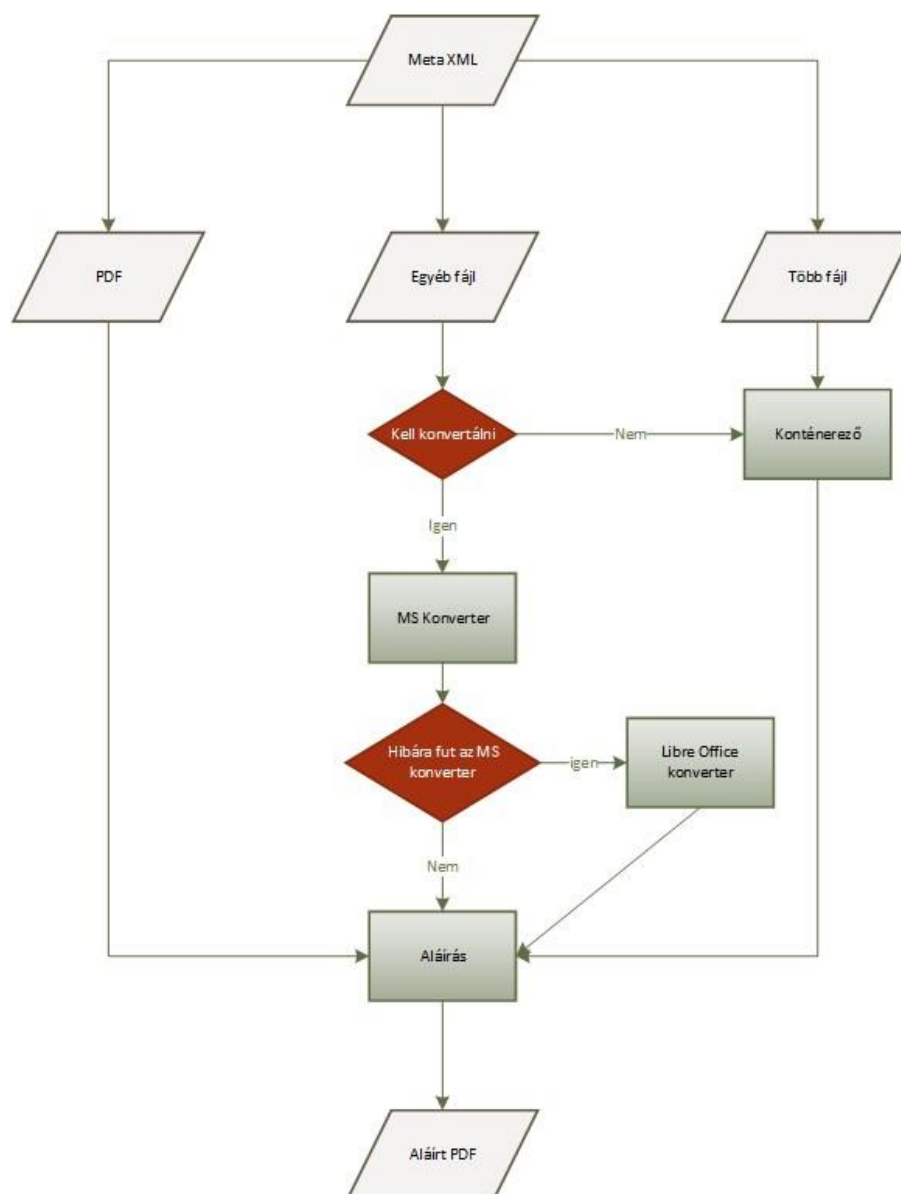 Meta XML
PDF
Egyéb fájl
Több fájl
Kell konvertálni
Nem
Konténerező
Igen
MS Konverter
Hibára fut az MS
konverter
igen
Libre Office
konverter
Nem
Aláírás
Aláírt PDF